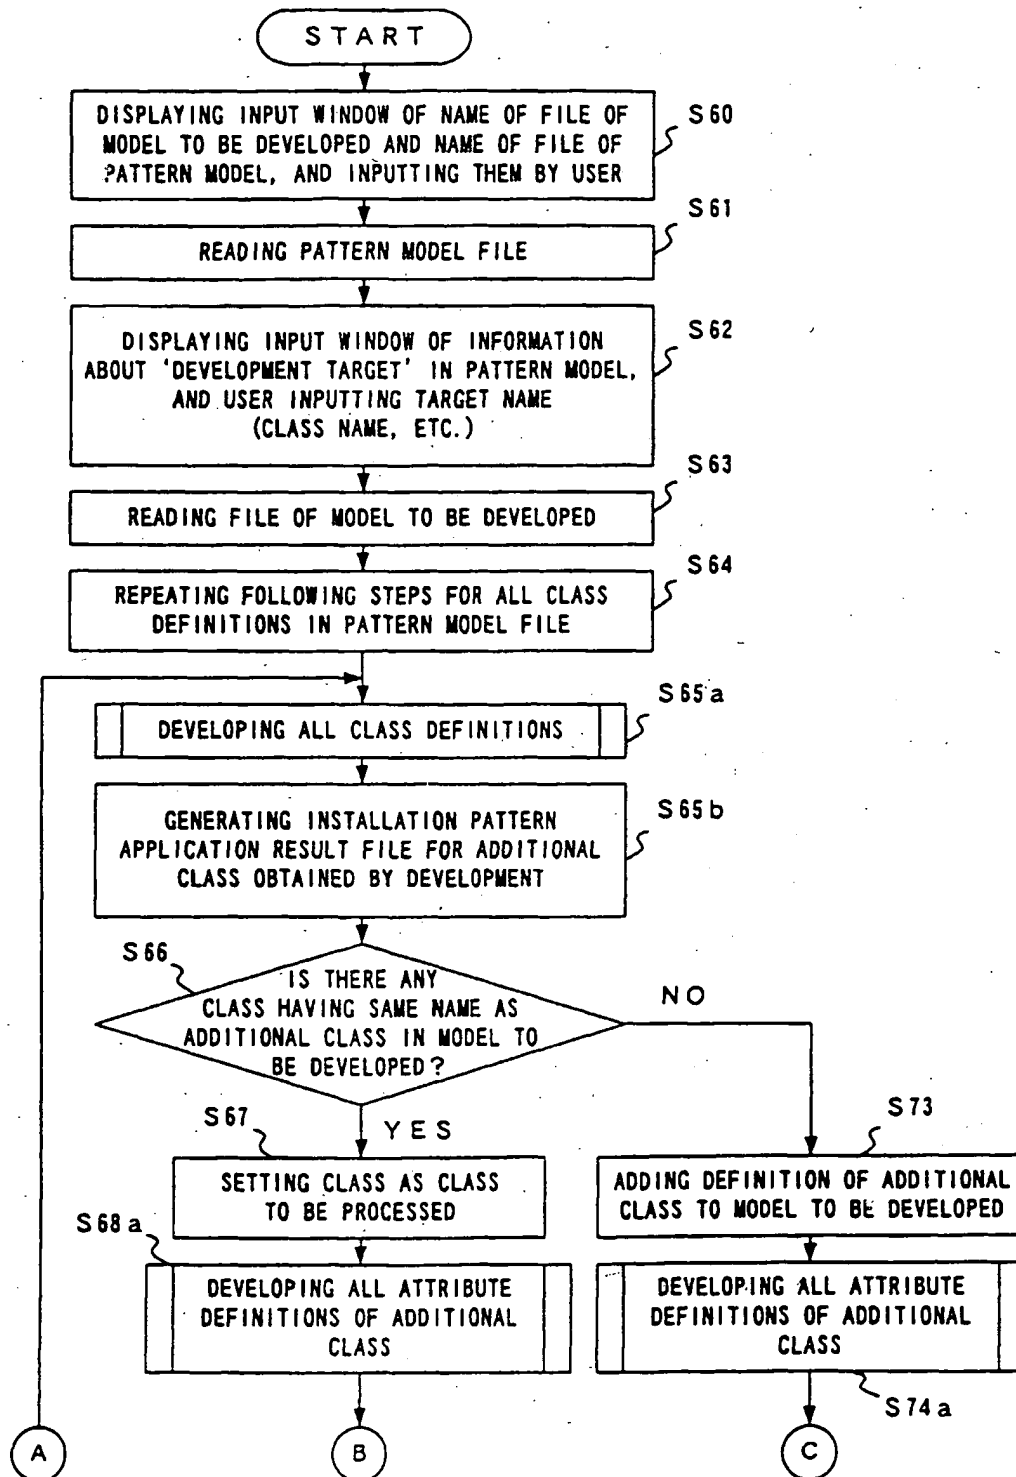 START
DISPLAYING INPUT WINDOW OF NAME OF FILE OF
MODEL TO BE DEVELOPED AND NAME OF FILE OF
PATTERN MODEL, AND INPUTTING THEM BY USER
S60
S61
READING PATTERN MODEL FILE
S62
DISPLAYING INPUT WINDOW OF INFORMATION
ABOUT 'DEVELOPMENT TARGET' IN PATTERN MODEL,
AND USER INPUTTING TARGET NAME
(CLASS NAME, ETC.)
S63
READING FILE OF MODEL TO BE DEVELOPED
S64
REPEATING FOLLOWING STEPS FOR ALL CLASS
DEFINITIONS IN PATTERN MODEL FILE
S65a
DEVELOPING ALL CLASS DEFINITIONS
S65b
GENERATING INSTALLATION PATTERN
APPLICATION RESULT FILE FOR ADDITIONAL
CLASS OBTAINED BY DEVELOPMENT
S66
IS THERE ANY
CLASS HAVING SAME NAME AS
ADDITIONAL CLASS IN MODEL TO
BE DEVELOPED?
NO
YES
S67
SETTING CLASS AS CLASS
TO BE PROCESSED
S73
ADDING DEFINITION OF ADDITIONAL
CLASS TO MODEL TO BE DEVELOPED
S68a
DEVELOPING ALL ATTRIBUTE
DEFINITIONS OF ADDITIONAL
CLASS
DEVELOPING ALL ATTRIBUTE
DEFINITIONS OF ADDITIONAL
CLASS
S74a
A
B
C